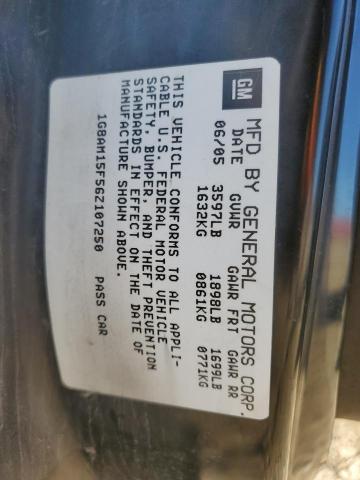 GM
MFD BY GENERAL MOTORS CORP.
DATE GVWR GAWR FRT GAWR RR
06/05 3597LB 1898LB 1699LB
1632KG 0861KG 0771KG
THIS VEHICLE CONFORMS TO ALL APPLI-
CABLE U.S. FEDERAL MOTOR VEHICLE
SAFETY, BUMPER, AND THEFT PREVENTION
STANDARDS IN EFFECT ON THE DATE OF
MANUFACTURE SHOWN ABOVE.
1G8AM15F56Z107250 PASS CAR